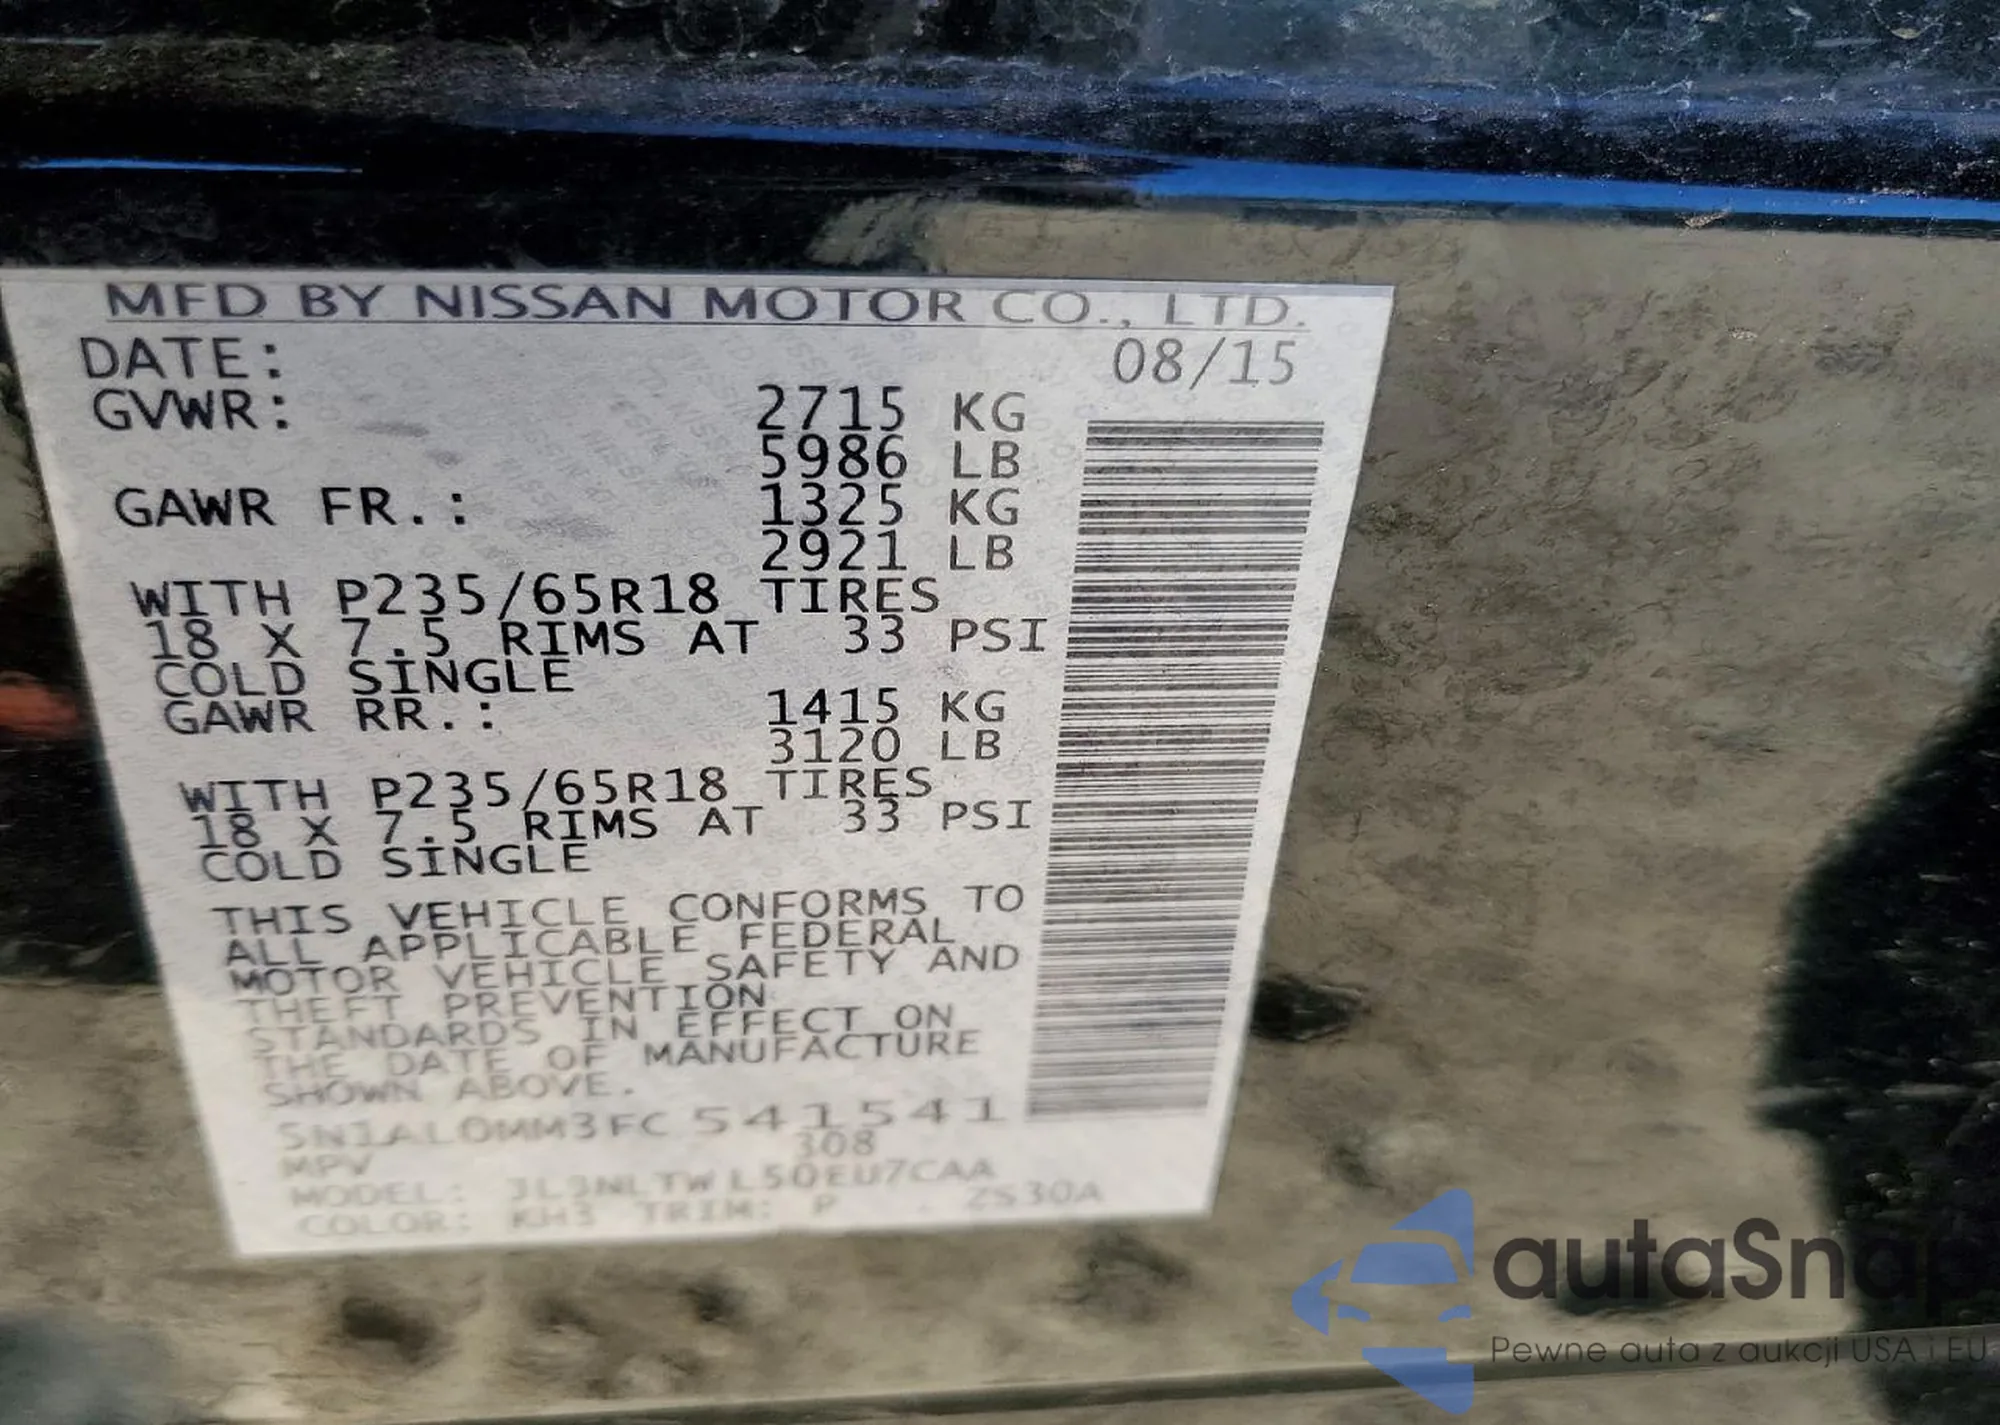 MFD BY NISSAN MOTOR CO., LTD.
DATE: 08/15
GVWR: 2715 KG
5986 LB
GAWR FR.: 1325 KG
2921 LB
WITH P235/65R18 TIRES
18 X 7.5 RIMS AT 33 PSI
COLD SINGLE
GAWR RR.: 1415 KG
3120 LB
WITH P235/65R18 TIRES
18 X 7.5 RIMS AT 33 PSI
COLD SINGLE
THIS VEHICLE CONFORMS TO
ALL APPLICABLE FEDERAL
MOTOR VEHICLE SAFETY AND
THEFT PREVENTION
STANDARDS IN EFFECT ON
THE DATE OF MANUFACTURE
SHOWN ABOVE.
5N1AL0MM3FC541541
308
MPV
MODEL: JL3NLTWL50EU7CAA
COLOR: KH3 TRIM: P ZS30A
autaSnap
Pewne auta z aukcji USA i EU